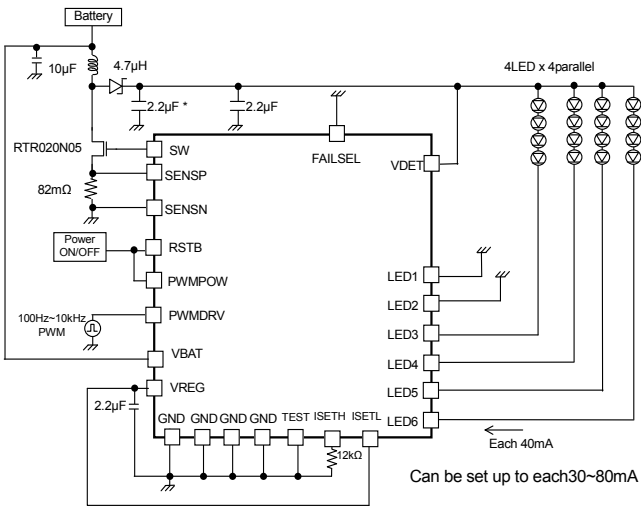 Battery
10μF
4.7μH
4LED x 4parallel
2.2μF *
2.2μF
RTR020N05
SW
FAILSEL
SENSP
VDET
82mΩ
SENSN
Power
ON/OFF
RSTB
LED1
PWMPOW
LED2
100Hz~10kHz
PWM
PWMDRV
LED3
VBAT
LED4
VREG
LED5
2.2μF
GND GND GND GND TEST ISETH ISETL
LED6
Each 40mA
12kΩ
Can be set up to each30~80mA